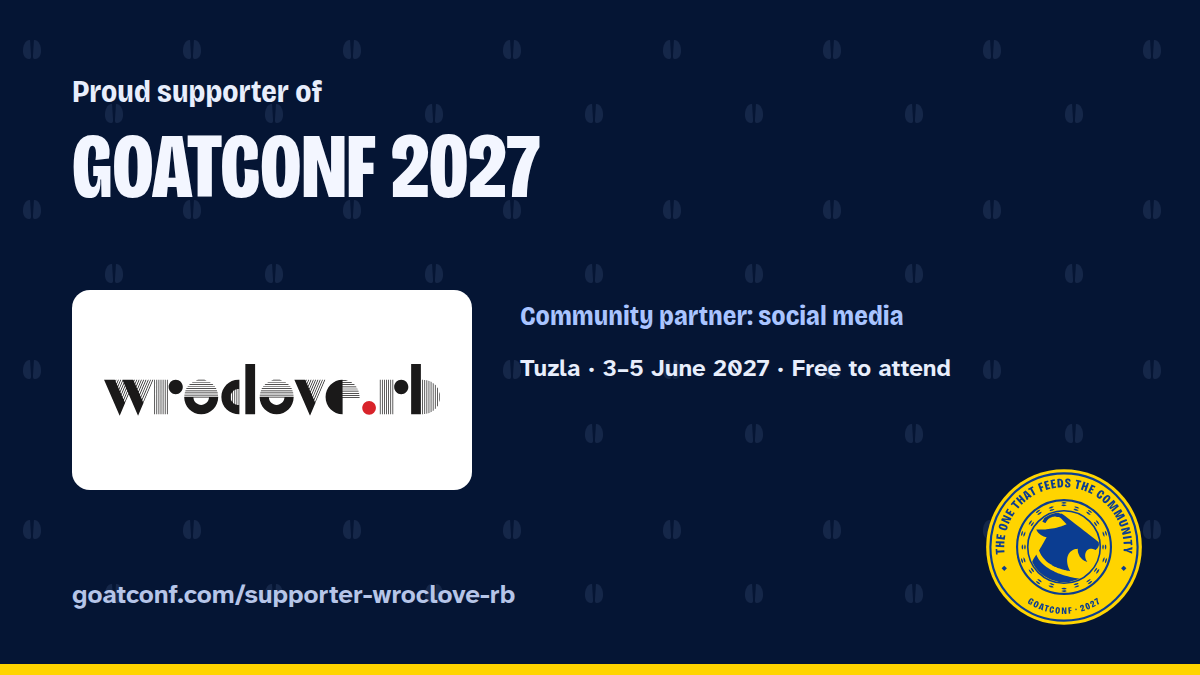 Proud supporter of
GOATCONF 2027
wroclove.rb
Community partner: social media
Tuzla · 3–5 June 2027 · Free to attend
THE ONE THAT FEEDS THE COMMUNITY
GOATCONF · 2027
goatconf.com/supporter-wroclove-rb